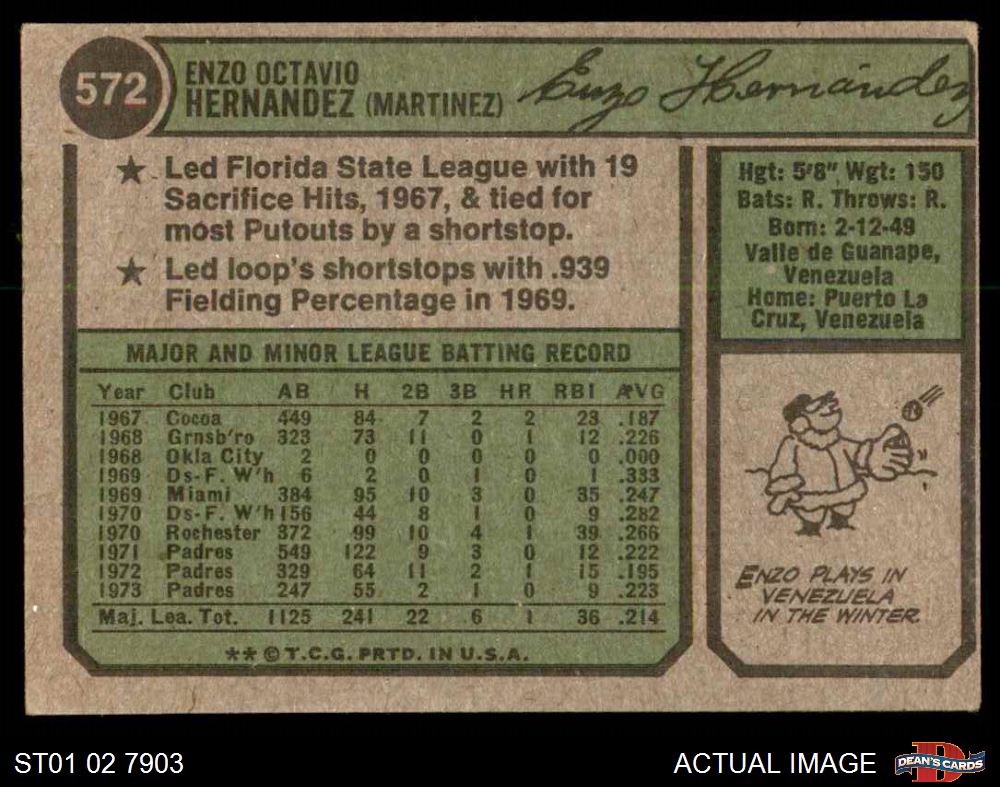 572
ENZO OCTAVIO
HERNANDEZ (MARTINEZ)
Enzo Hernández
★ Led Florida State League with 19
Sacrifice Hits, 1967, & tied for
most Putouts by a shortstop.
★ Led loop's shortstops with .939
Fielding Percentage in 1969.
Hgt: 5'8" Wgt: 150
Bats: R. Throws: R.
Born: 2-12-49
Valle de Guanape,
Venezuela
Home: Puerto La
Cruz, Venezuela
MAJOR AND MINOR LEAGUE BATTING RECORD
Year Club AB H 2B 3B HR RBI AVG
1967 Cocoa 449 84 7 2 2 23 .187
1968 Grnsb'ro 323 73 11 0 1 12 .226
1968 Okla City 2 0 0 0 0 0 .000
1969 Ds-F. W'h 6 2 0 1 0 1 .333
1969 Miami 384 95 10 3 0 35 .247
1970 Ds-F. W'h 156 44 8 1 0 9 .282
1970 Rochester 372 99 10 4 1 39 .266
1971 Padres 549 122 9 3 0 12 .222
1972 Padres 329 64 11 2 1 15 .195
1973 Padres 247 55 2 1 0 9 .223
Maj. Lea. Tot. 1125 241 22 6 1 36 .214
**© T.C.G. PRTD. IN U.S.A.
ENZO PLAYS IN
VENEZUELA
IN THE WINTER.
ST01 02 7903
ACTUAL IMAGE
D
DEAN'S CARDS